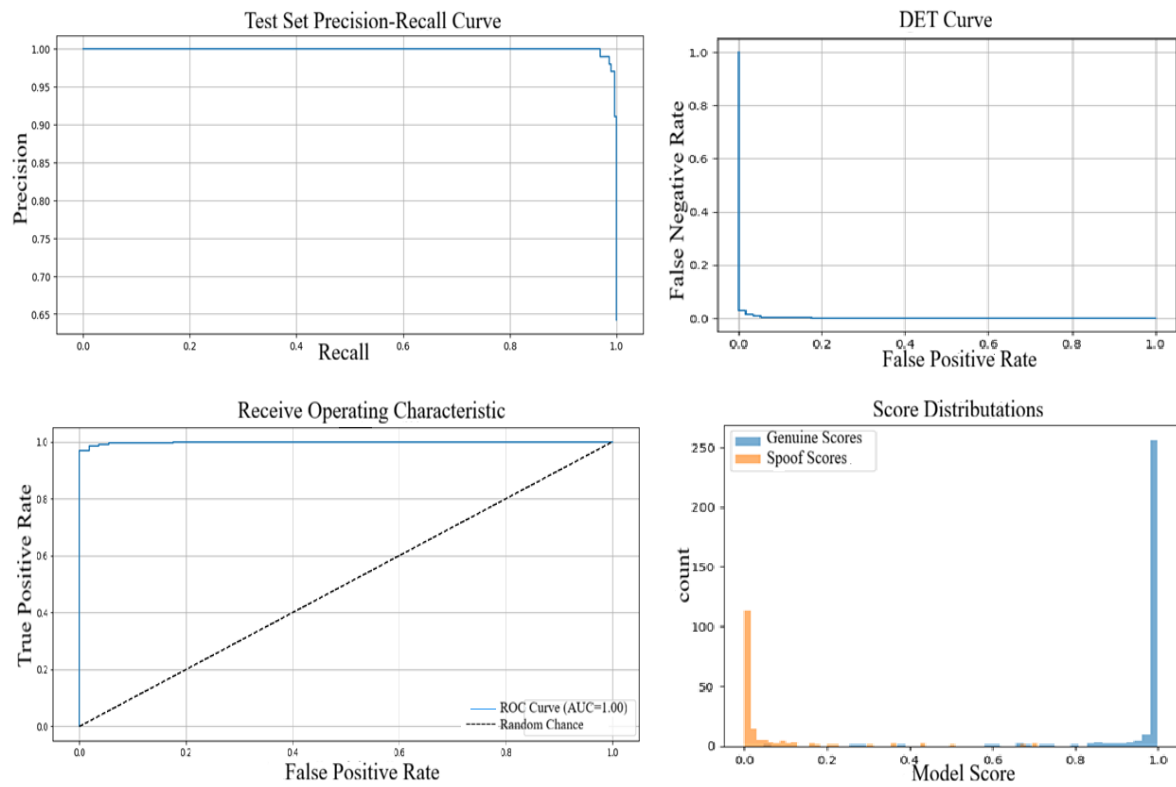 Test Set Precision-Recall Curve
Precision
1.00
0.95
0.90
0.85
0.80
0.75
0.70
0.65
0.0 0.2 0.4 0.6 0.8 1.0
Recall
DET Curve
False Negative Rate
1.0
0.8
0.6
0.4
0.2
0.0
0.0 0.2 0.4 0.6 0.8 1.0
False Positive Rate
Receive Operating Characteristic
True Positive Rate
1.0
0.8
0.6
0.4
0.2
0.0
ROC Curve (AUC=1.00)
Random Chance
0.0 0.2 0.4 0.6 0.8 1.0
False Positive Rate
Score Distributations
Genuine Scores
Spoof Scores
count
250
200
150
100
50
0
0.0 0.2 0.4 0.6 0.8 1.0
Model Score